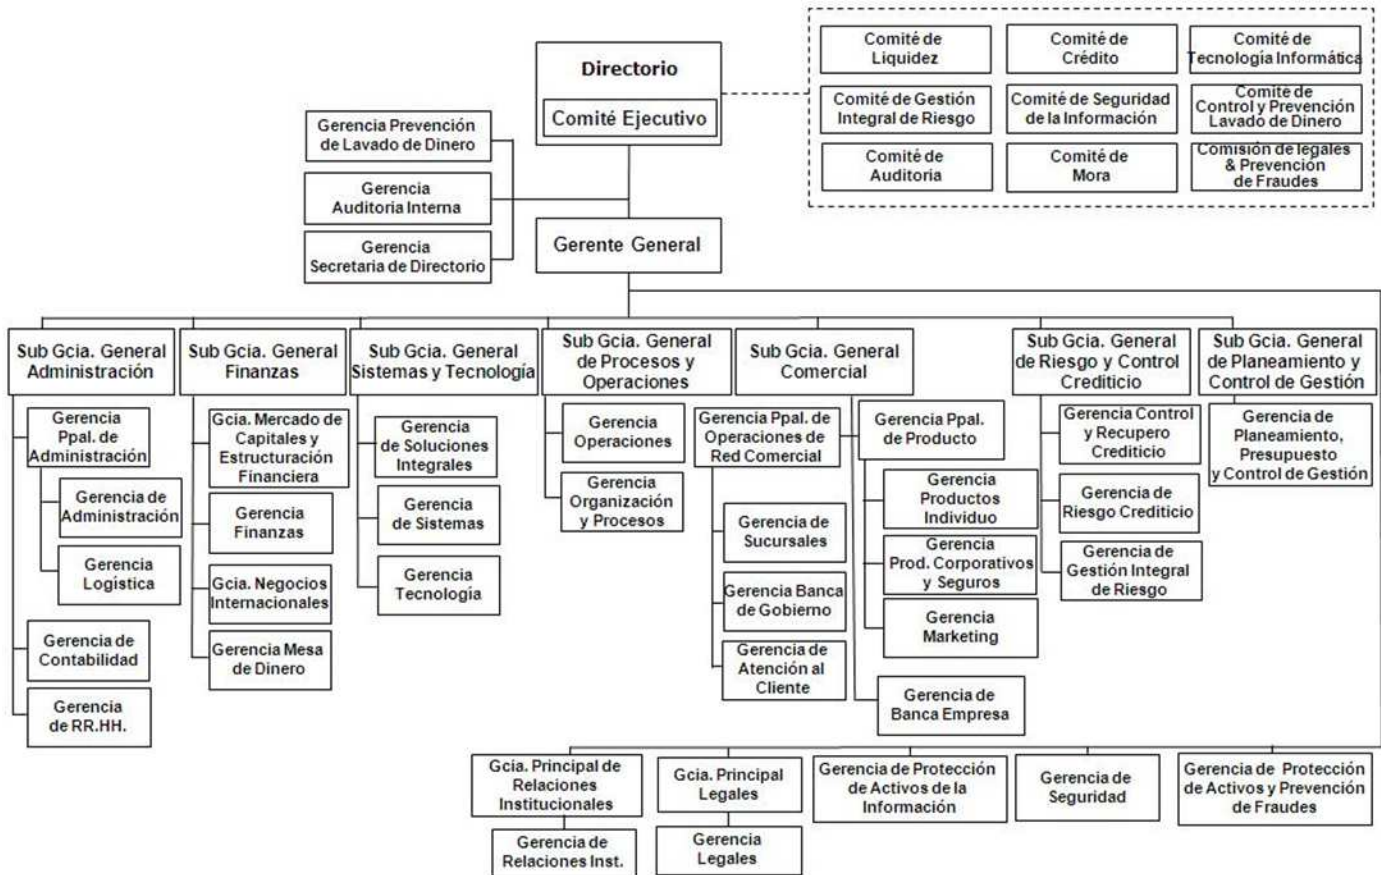 Directorio
Comité Ejecutivo
Comité de
Liquidez
Comité de
Crédito
Comité de
Tecnología Informática
Comité de Gestión
Integral de Riesgo
Comité de Seguridad
de la Información
Comité de
Control y Prevención
Lavado de Dinero
Comité de
Auditoria
Comité de
Mora
Comisión de legales
& Prevención
de Fraudes
Gerencia Prevención
de Lavado de Dinero
Gerencia
Auditoria Interna
Gerencia
Secretaria de Directorio
Gerente General
Sub Gcia. General
Administración
Sub Gcia. General
Finanzas
Sub Gcia. General
Sistemas y Tecnología
Sub Gcia. General
de Procesos y
Operaciones
Sub Gcia. General
Comercial
Sub Gcia. General
de Riesgo y Control
Crediticio
Sub Gcia. General
de Planeamiento y
Control de Gestión
Gerencia
Ppal. de
Administración
Gerencia de
Administración
Gerencia
Logística
Gerencia de
Contabilidad
Gerencia
de RR.HH.
Gcia. Mercado de
Capitales y
Estructuración
Financiera
Gerencia
Finanzas
Gcia. Negocios
Internacionales
Gerencia Mesa
de Dinero
Gerencia
de Soluciones
Integrales
Gerencia
de Sistemas
Gerencia
Tecnología
Gerencia
Operaciones
Gerencia
Organización
y Procesos
Gerencia Ppal. de
Operaciones de
Red Comercial
Gerencia de
Sucursales
Gerencia Banca
de Gobierno
Gerencia de
Atención al
Cliente
Gerencia Ppal.
de Producto
Gerencia
Productos
Individuo
Gerencia
Prod. Corporativos
y Seguros
Gerencia
Marketing
Gerencia de
Banca Empresa
Gerencia Control
y Recupero
Crediticio
Gerencia de
Riesgo Crediticio
Gerencia de
Gestión Integral
de Riesgo
Gerencia de
Planeamiento,
Presupuesto
y Control de Gestión
Gcia. Principal de
Relaciones
Institucionales
Gerencia de
Relaciones Inst.
Gcia. Principal
Legales
Gerencia
Legales
Gerencia de Protección
de Activos de la
Información
Gerencia de
Seguridad
Gerencia de Protección
de Activos y Prevención
de Fraudes